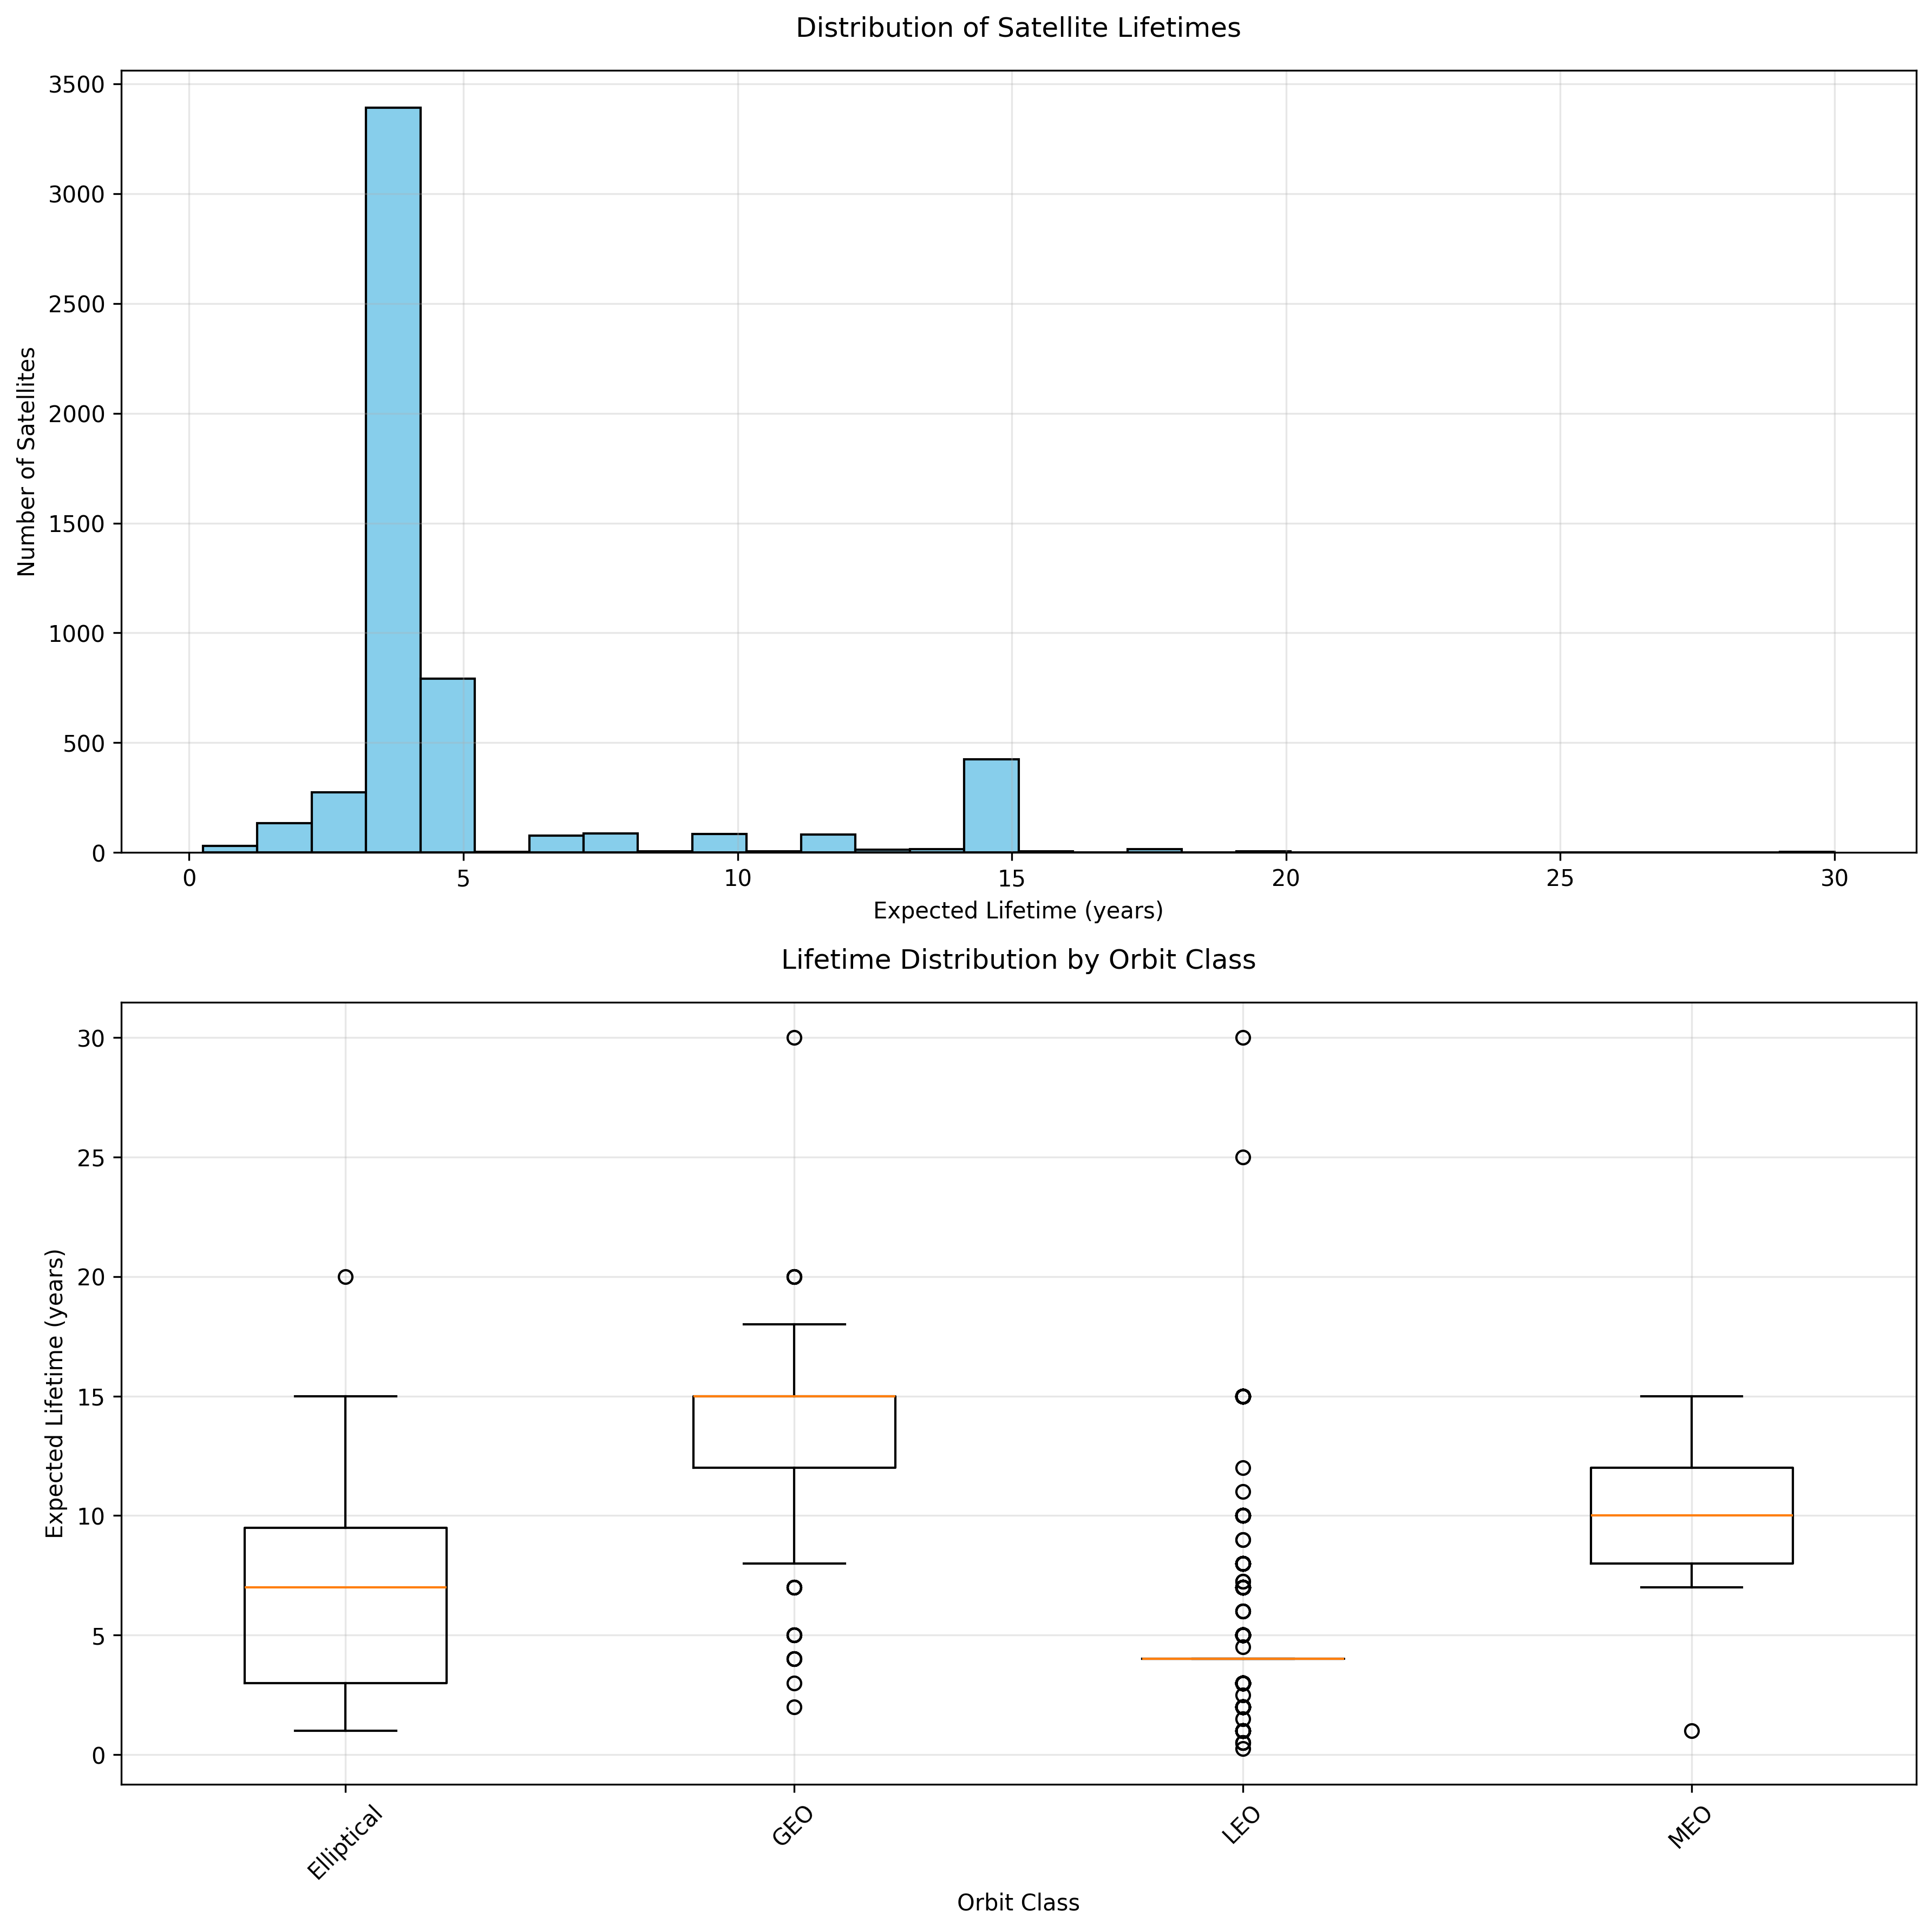 Distribution of Satellite Lifetimes
3500
3000
2500
2000
1500
1000
500
0
Number of Satellites
0 5 10 15 20 25 30
Expected Lifetime (years)
Lifetime Distribution by Orbit Class
30
25
20
15
10
5
0
Expected Lifetime (years)
Elliptical GEO LEO MEO
Orbit Class